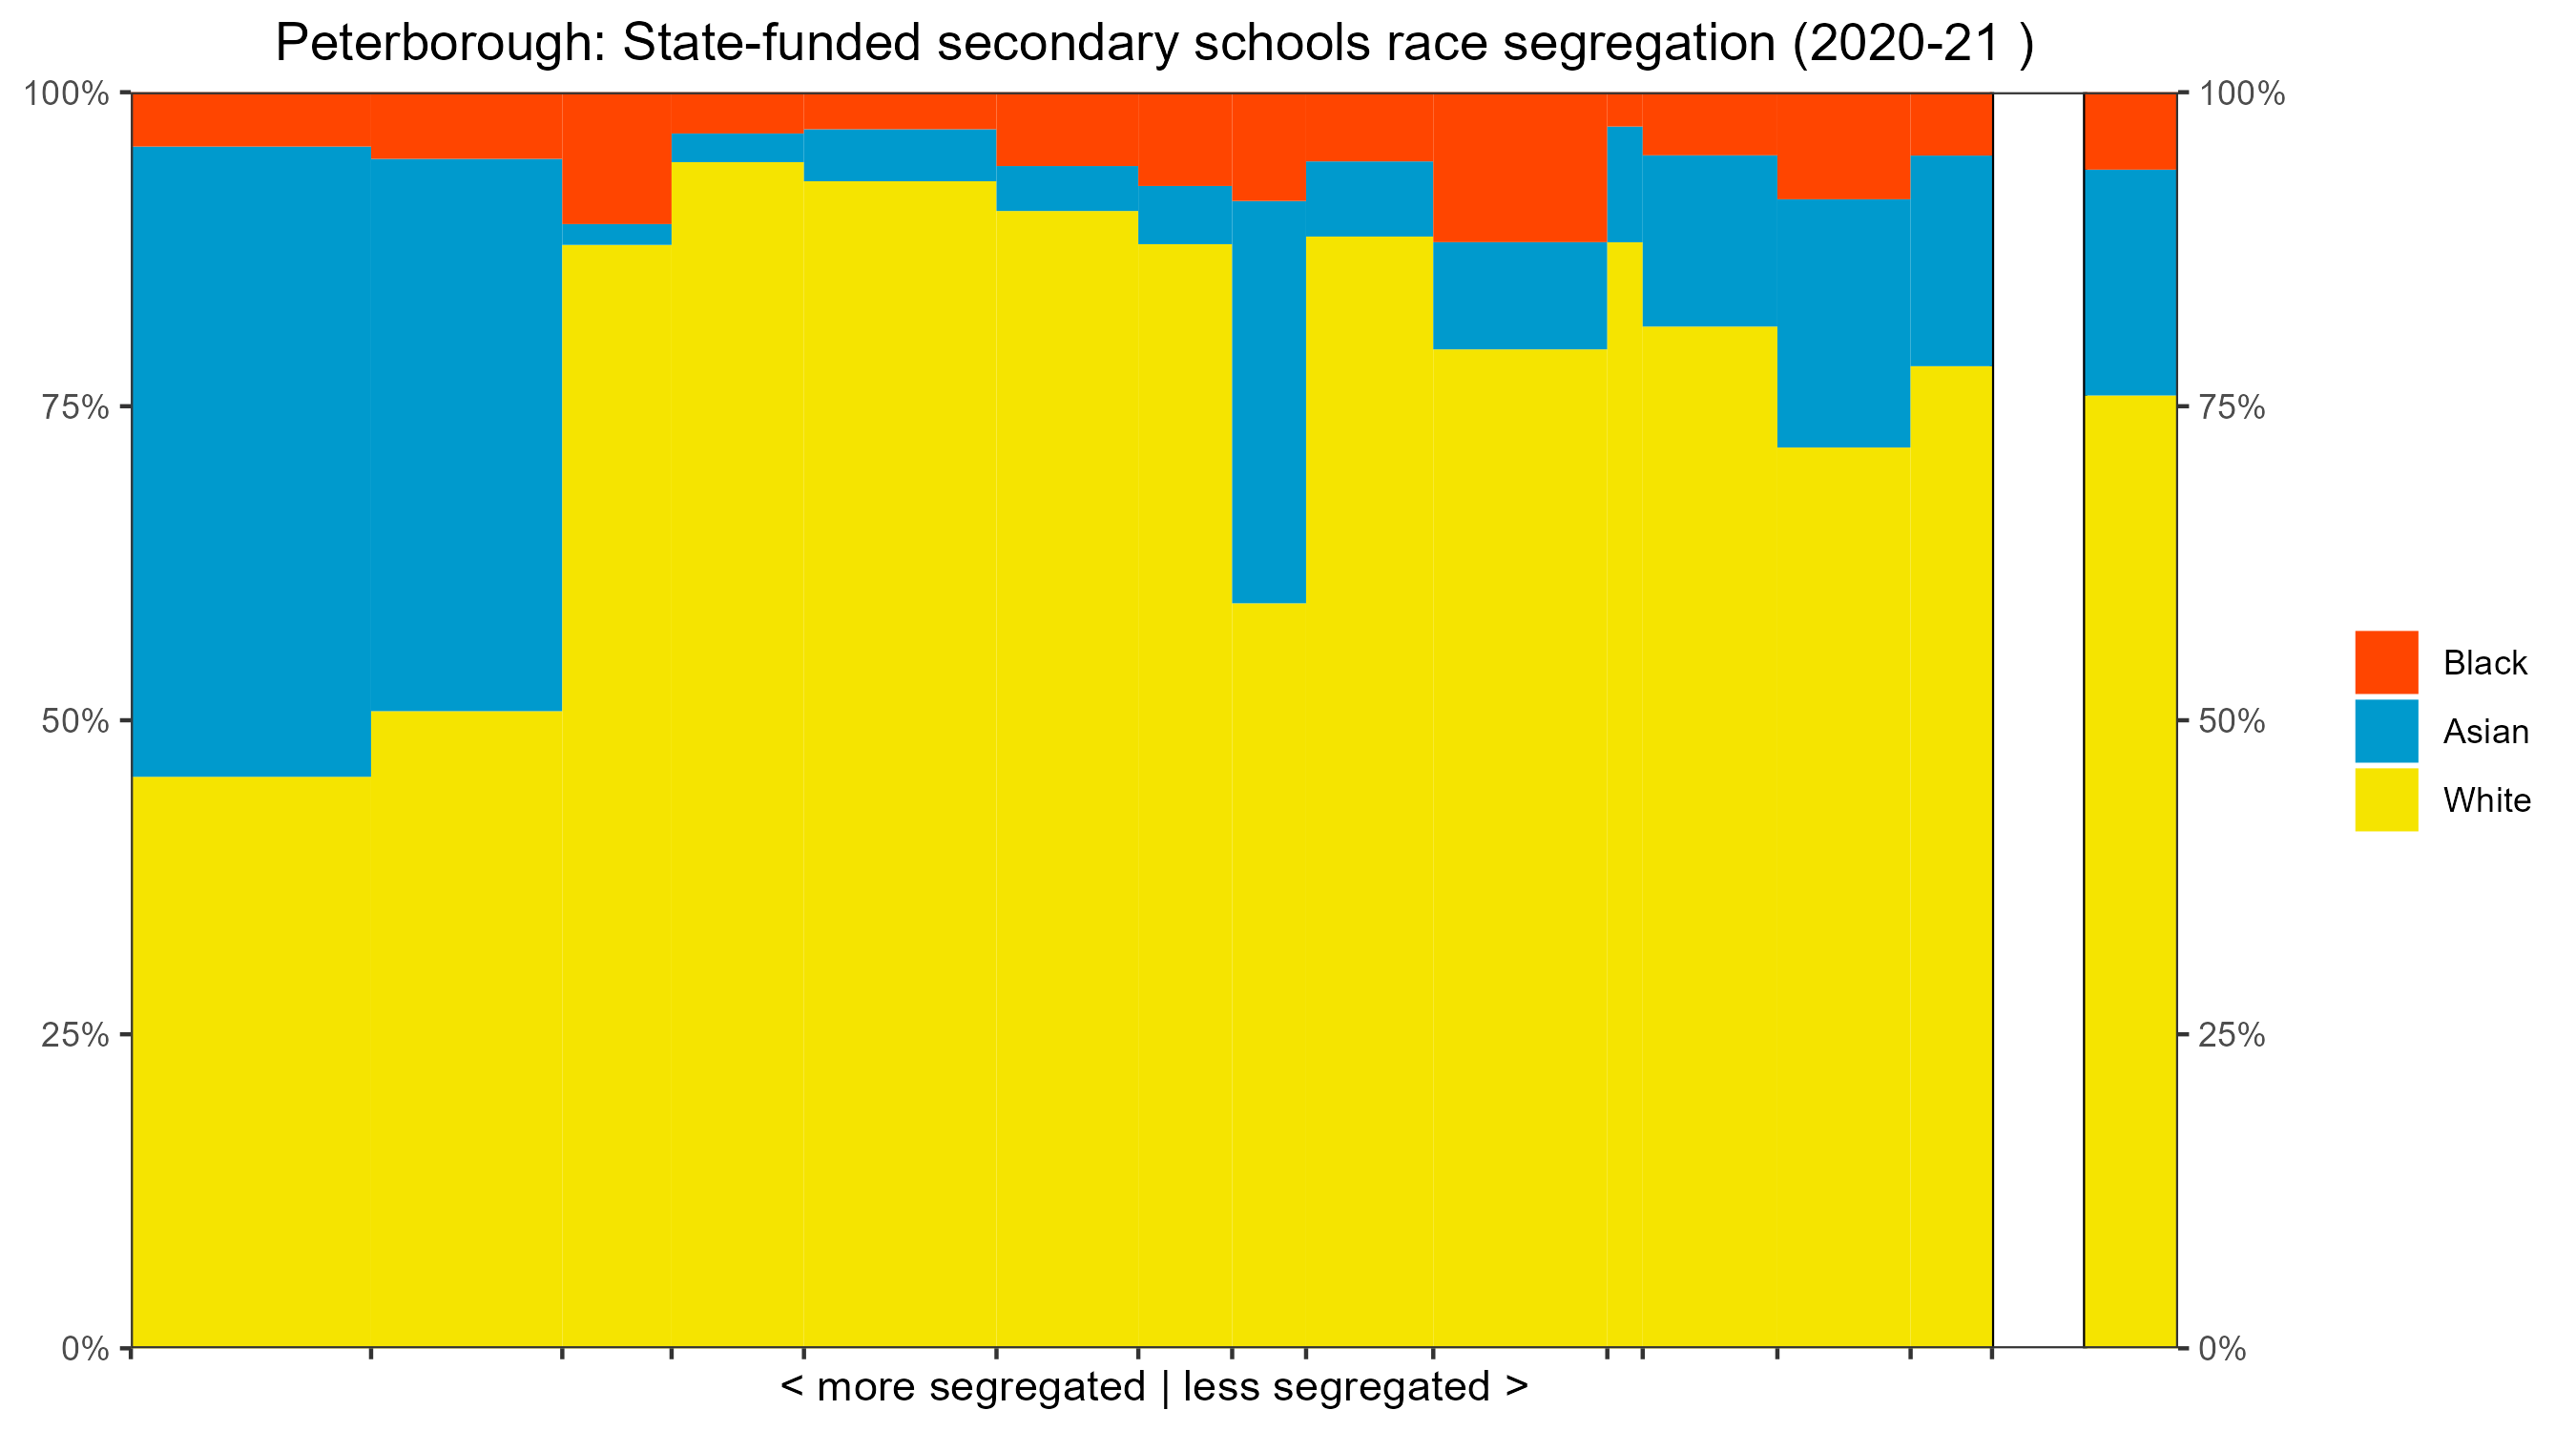 Peterborough: State-funded secondary schools race segregation (2020-21 )
100%
75%
50%
25%
0%
100%
75%
50%
25%
0%
Black
Asian
White
< more segregated | less segregated >